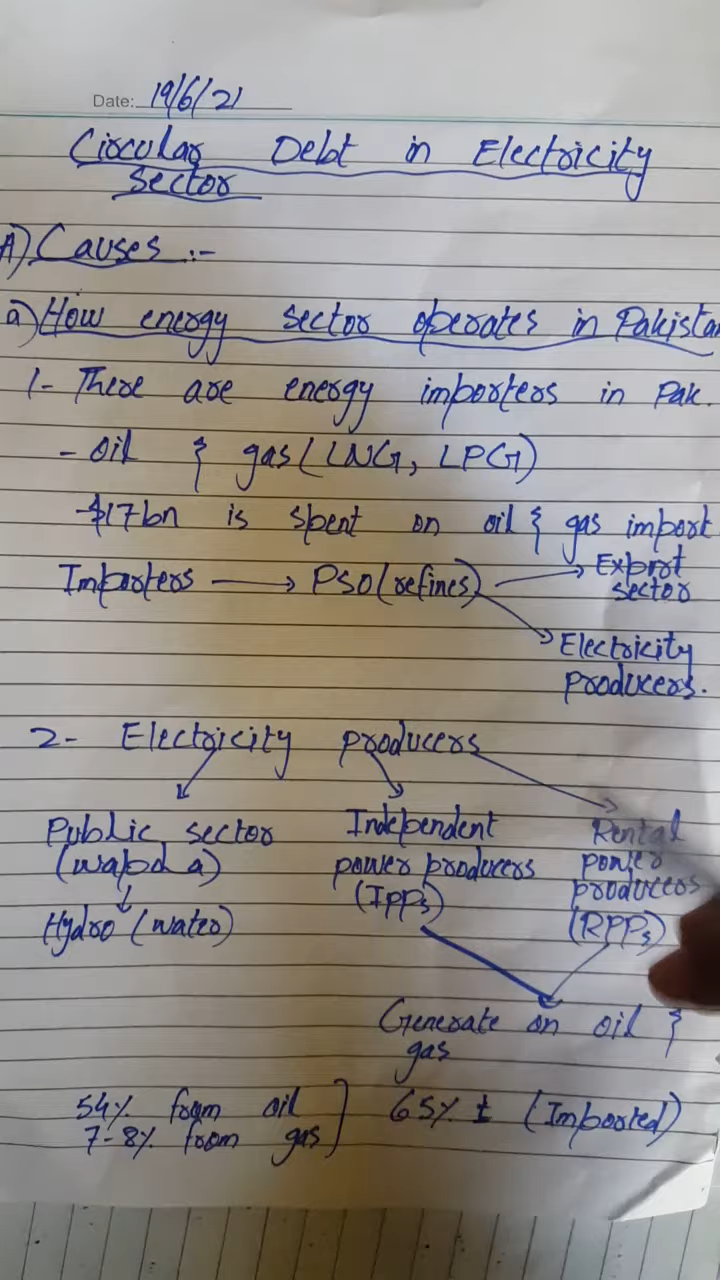 Date: 19/6/21
Circular Debt in Electricity
Sector
A) Causes :-
a) How energy sector operates in Pakistan
1- There are energy importers in Pak.
- oil & gas (LNG, LPG)
- $17bn is spent on oil & gas import
Importers → PSO (refines) → Export
sector
→ Electricity
producers.
2- Electricity producers
Public sector
(wapda)
Hydro (water)
Independent
power producers
(IPPs)
Rental
power
producers
(RPPs)
Generate on oil &
gas
54% from oil
7-8% from gas
65% ± (Imported)